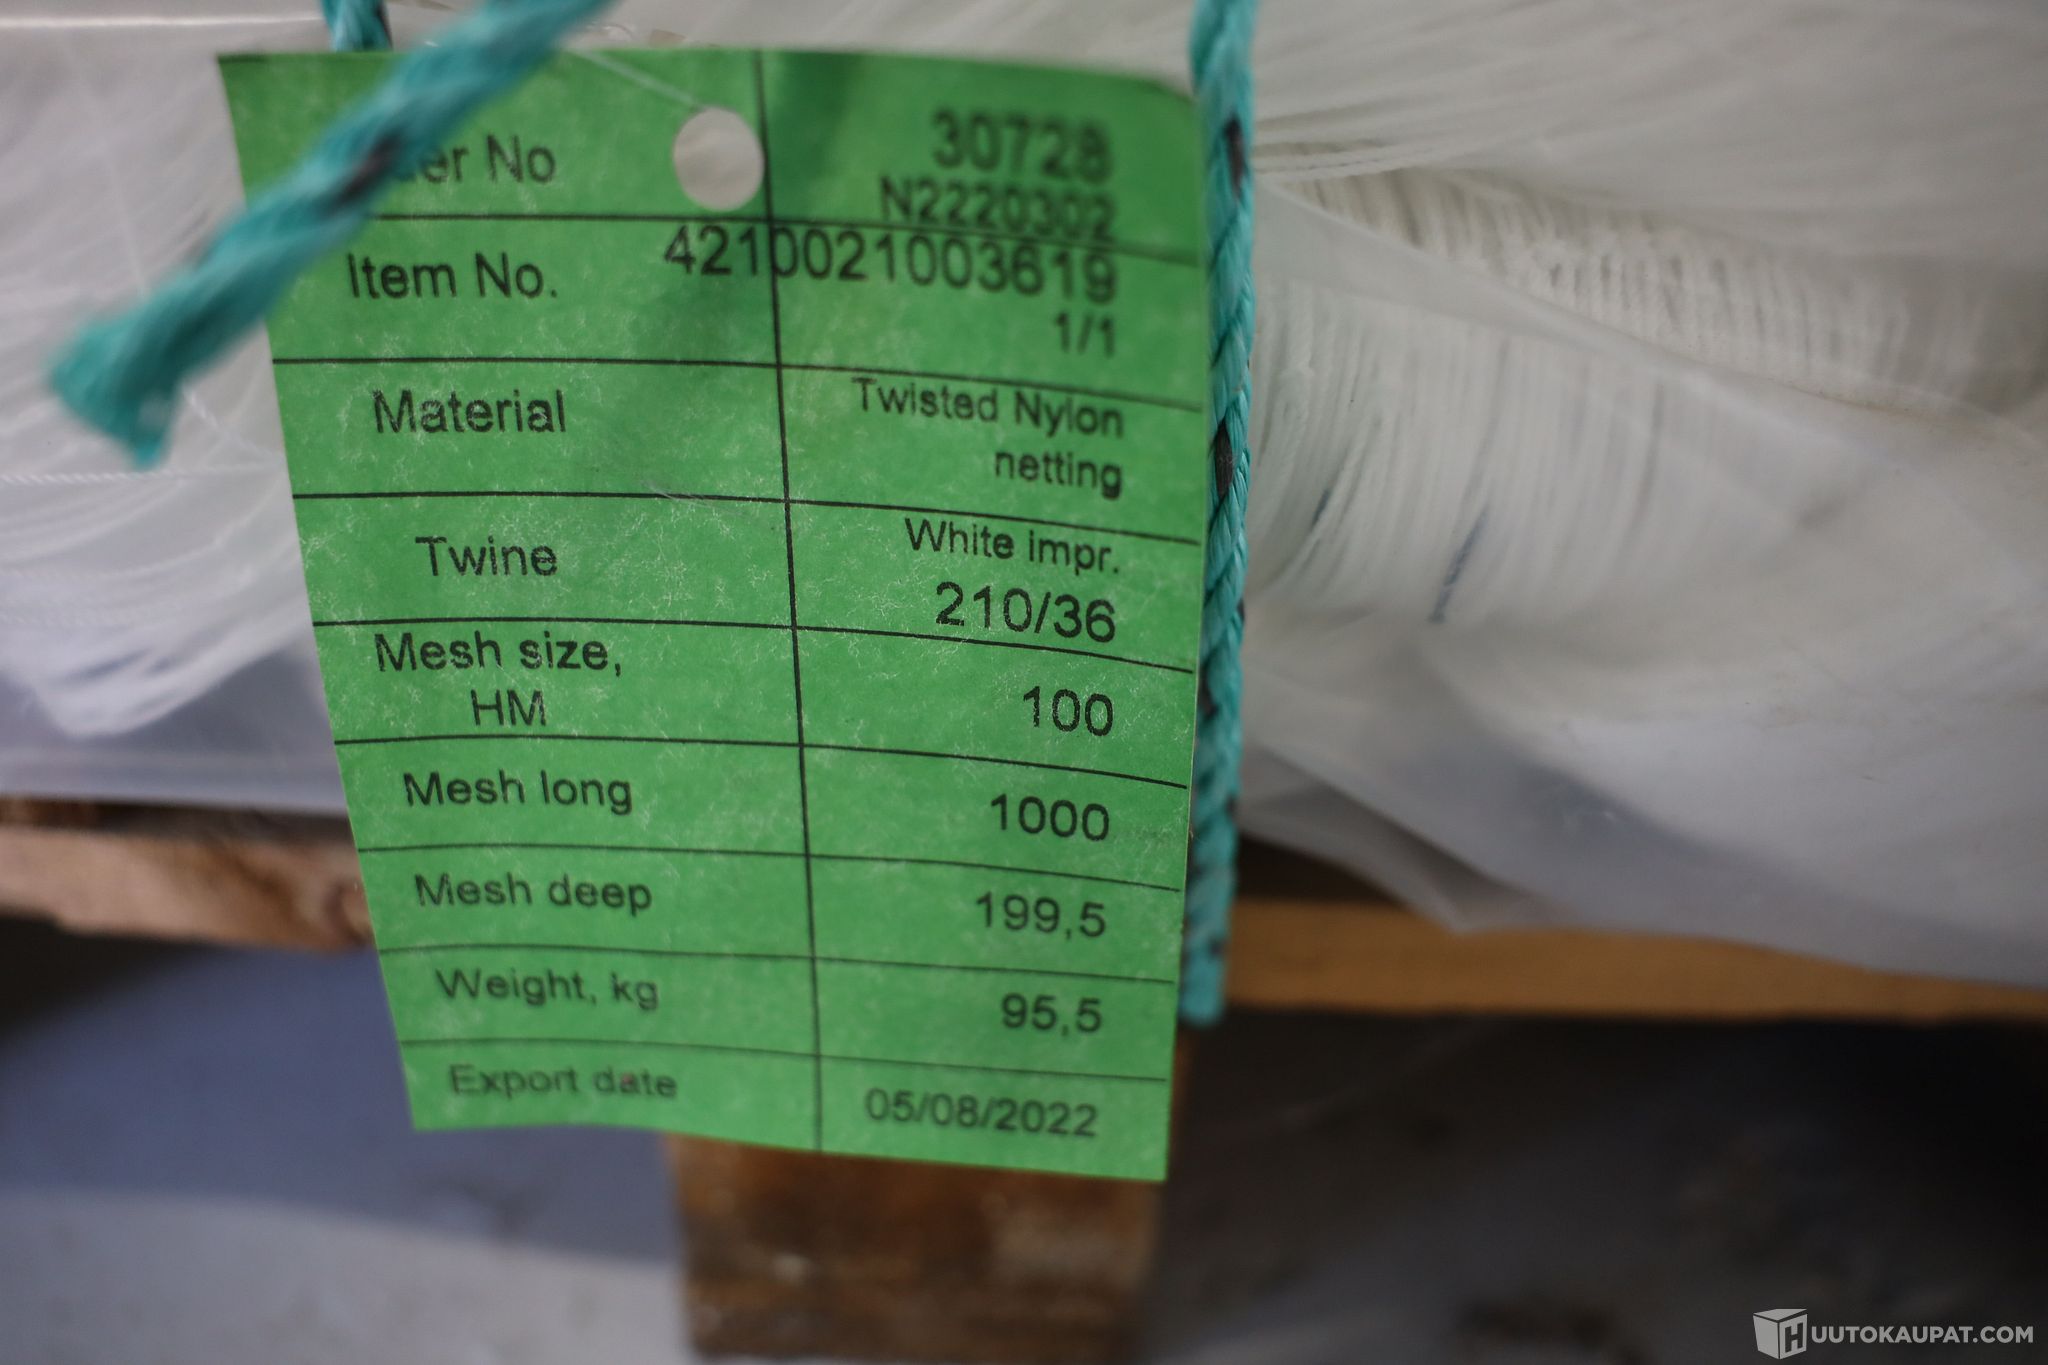 er No 30728
N2220302
Item No. 4210021003619
1/1
Material Twisted Nylon
netting
Twine White impr.
210/36
Mesh size,
HM 100
Mesh long 1000
Mesh deep 199,5
Weight, kg 95,5
Export date 05/08/2022
HUUTOKAUPAT.COM